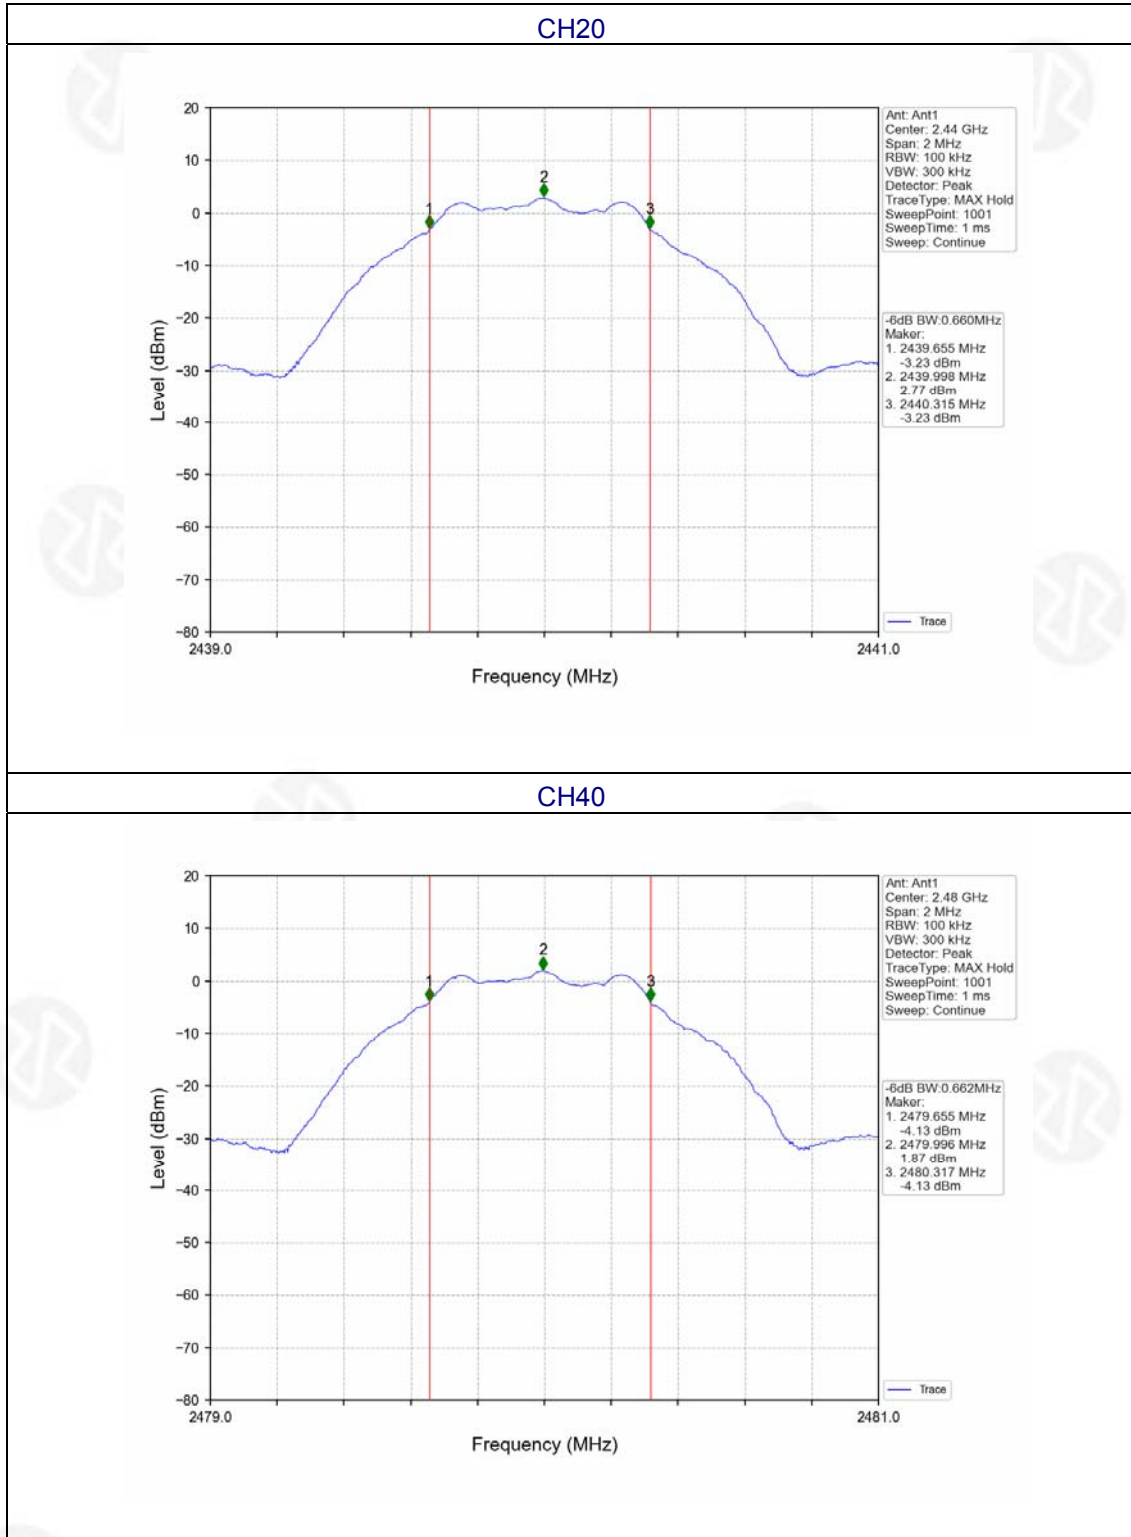 CH20
20
10
0
−10
−20
−30
−40
−50
−60
−70
−80
Level (dBm)
1
2
3
2439.0
2441.0
Frequency (MHz)
Ant: Ant1
Center: 2.44 GHz
Span: 2 MHz
RBW: 100 kHz
VBW: 300 kHz
Detector: Peak
TraceType: MAX Hold
SweepPoint: 1001
SweepTime: 1 ms
Sweep: Continue
-6dB BW:0.660MHz
Maker:
1. 2439.655 MHz
-3.23 dBm
2. 2439.998 MHz
2.77 dBm
3. 2440.315 MHz
-3.23 dBm
Trace
CH40
20
10
0
−10
−20
−30
−40
−50
−60
−70
−80
Level (dBm)
1
2
3
2479.0
2481.0
Frequency (MHz)
Ant: Ant1
Center: 2.48 GHz
Span: 2 MHz
RBW: 100 kHz
VBW: 300 kHz
Detector: Peak
TraceType: MAX Hold
SweepPoint: 1001
SweepTime: 1 ms
Sweep: Continue
-6dB BW:0.662MHz
Maker:
1. 2479.655 MHz
-4.13 dBm
2. 2479.996 MHz
1.87 dBm
3. 2480.317 MHz
-4.13 dBm
Trace